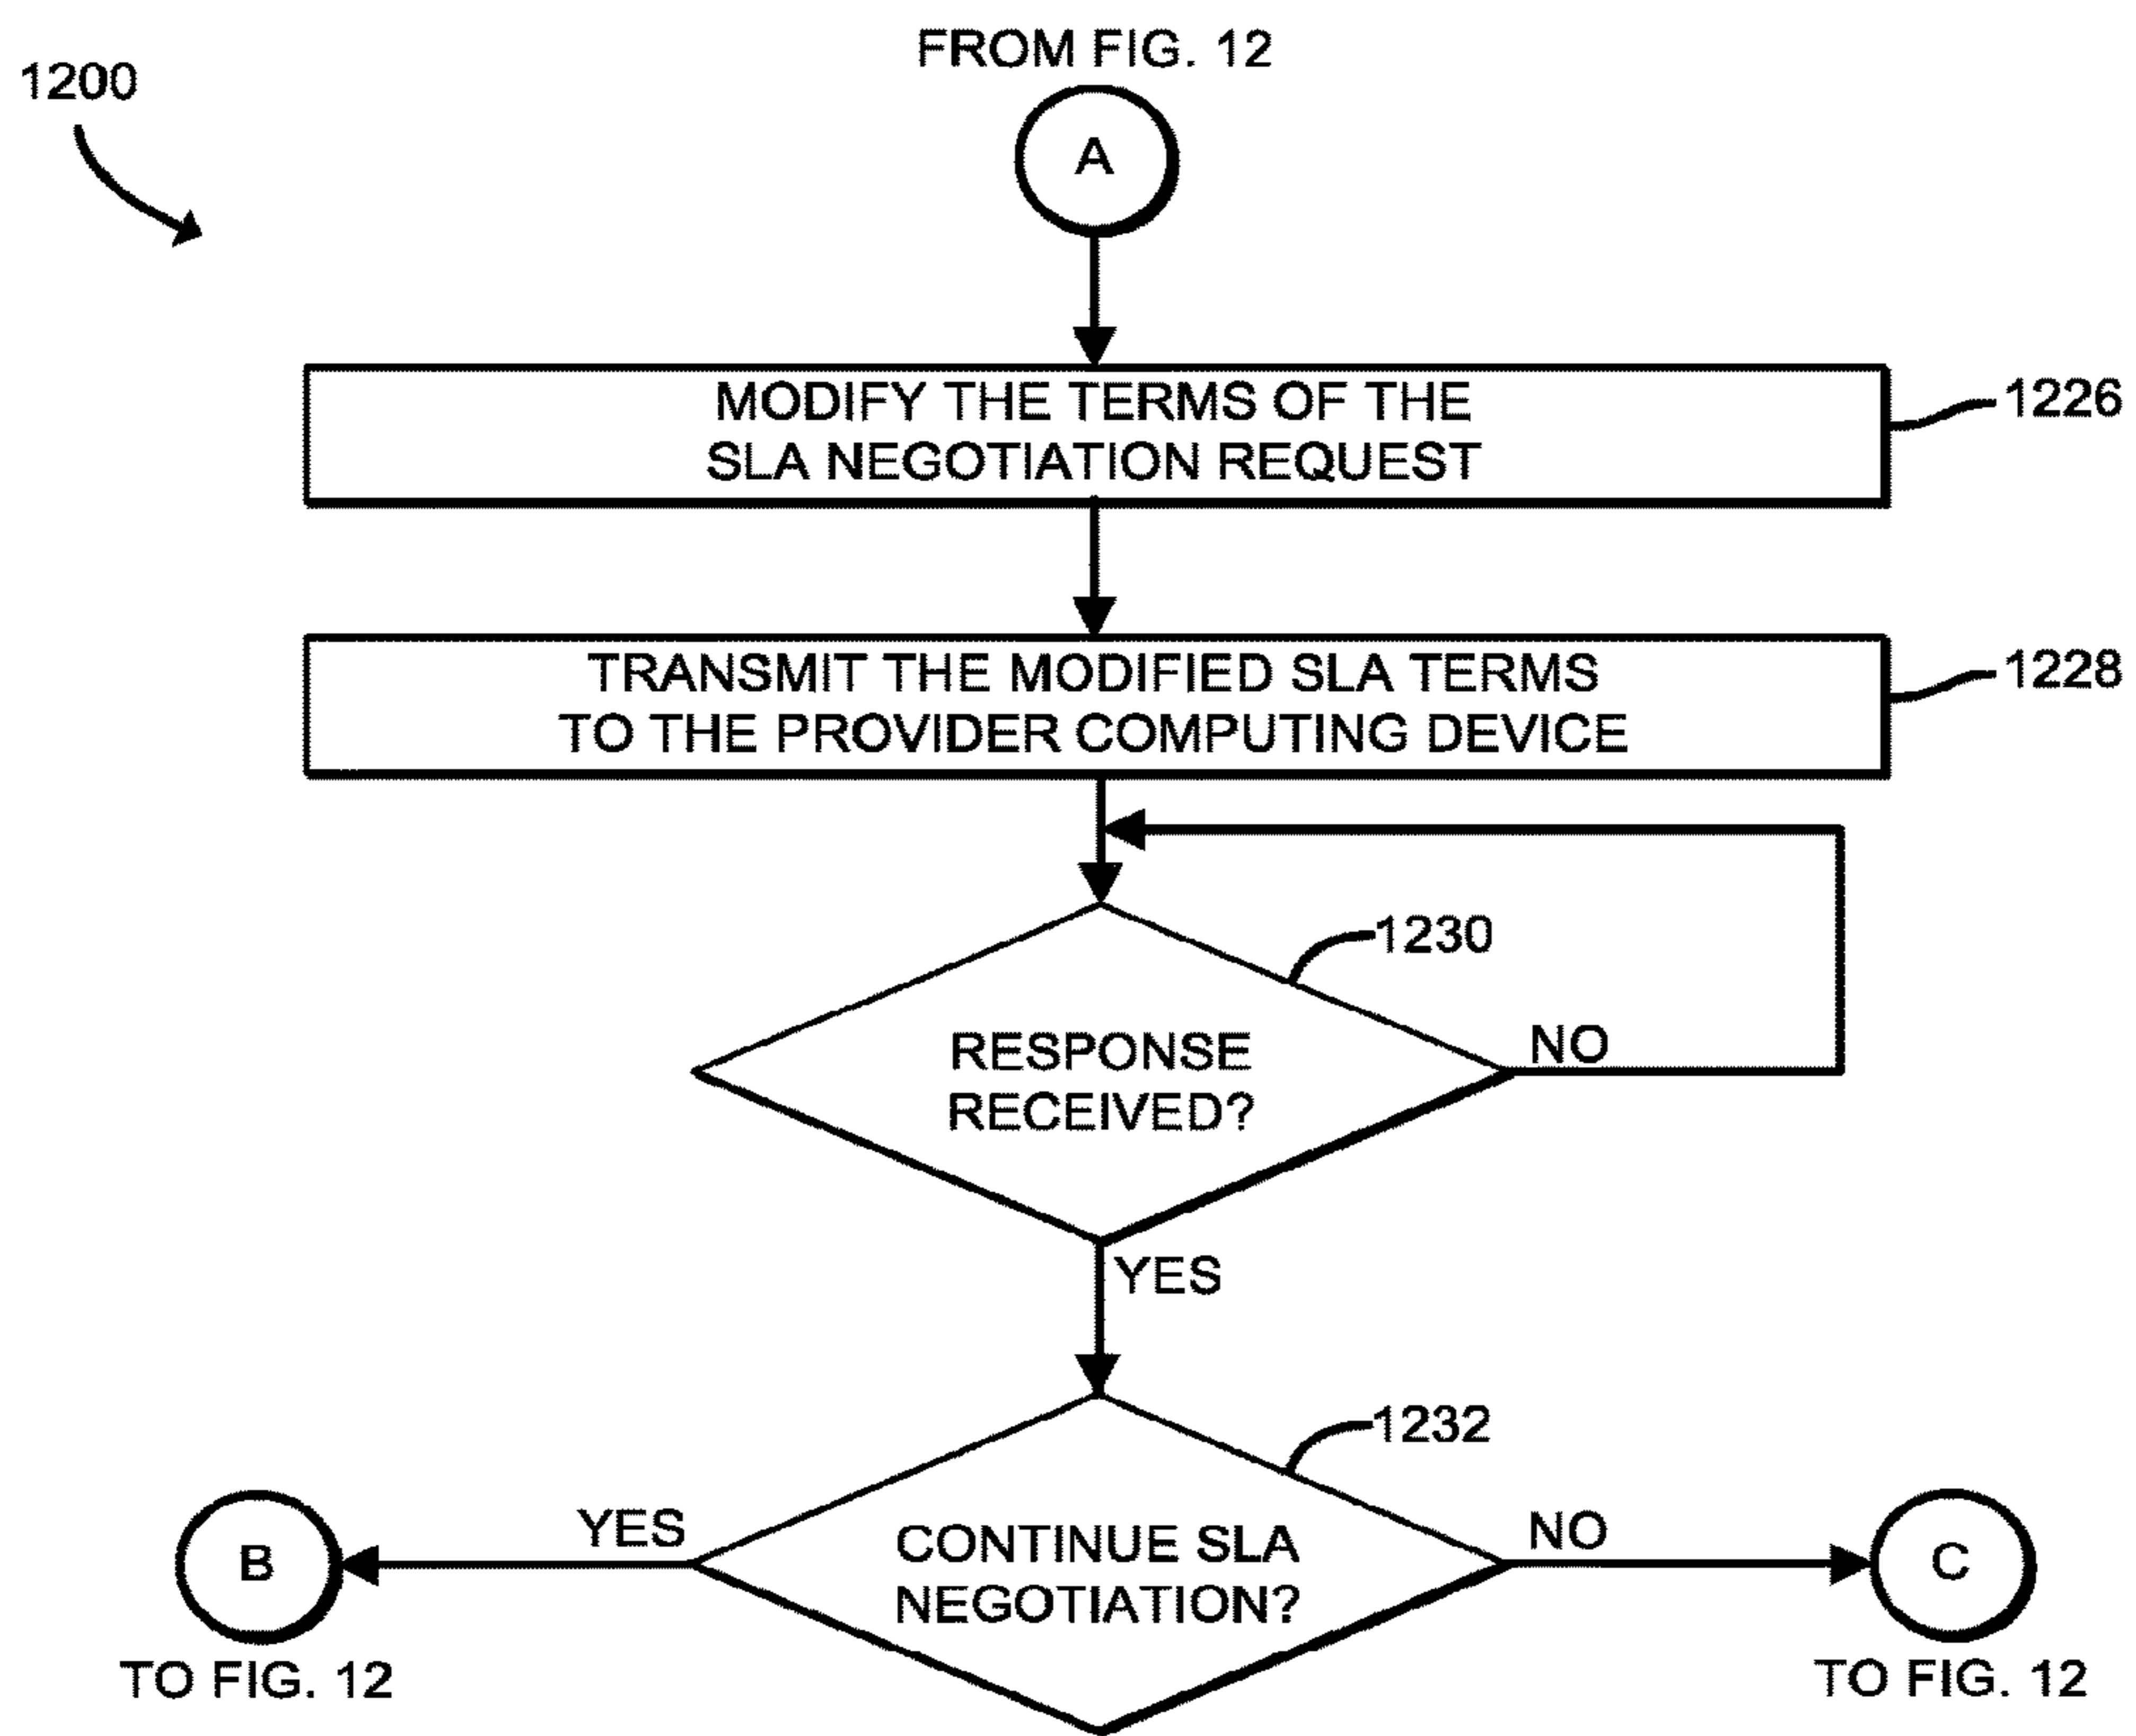 FROM FIG. 12
1200
A
MODIFY THE TERMS OF THE
SLA NEGOTIATION REQUEST
1226
TRANSMIT THE MODIFIED SLA TERMS
TO THE PROVIDER COMPUTING DEVICE
1228
1230
RESPONSE
RECEIVED?
NO
YES
1232
YES
CONTINUE SLA
NEGOTIATION?
NO
B
C
TO FIG. 12
TO FIG. 12